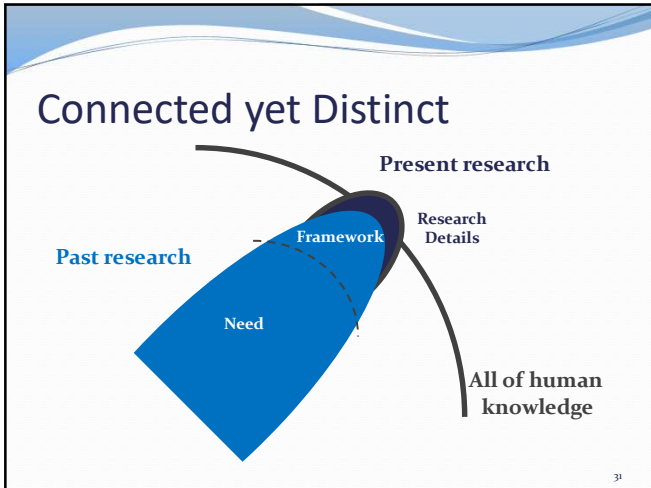 Connected yet Distinct
Present research
Research
Details
Framework
Past research
Need
All of human
knowledge
31